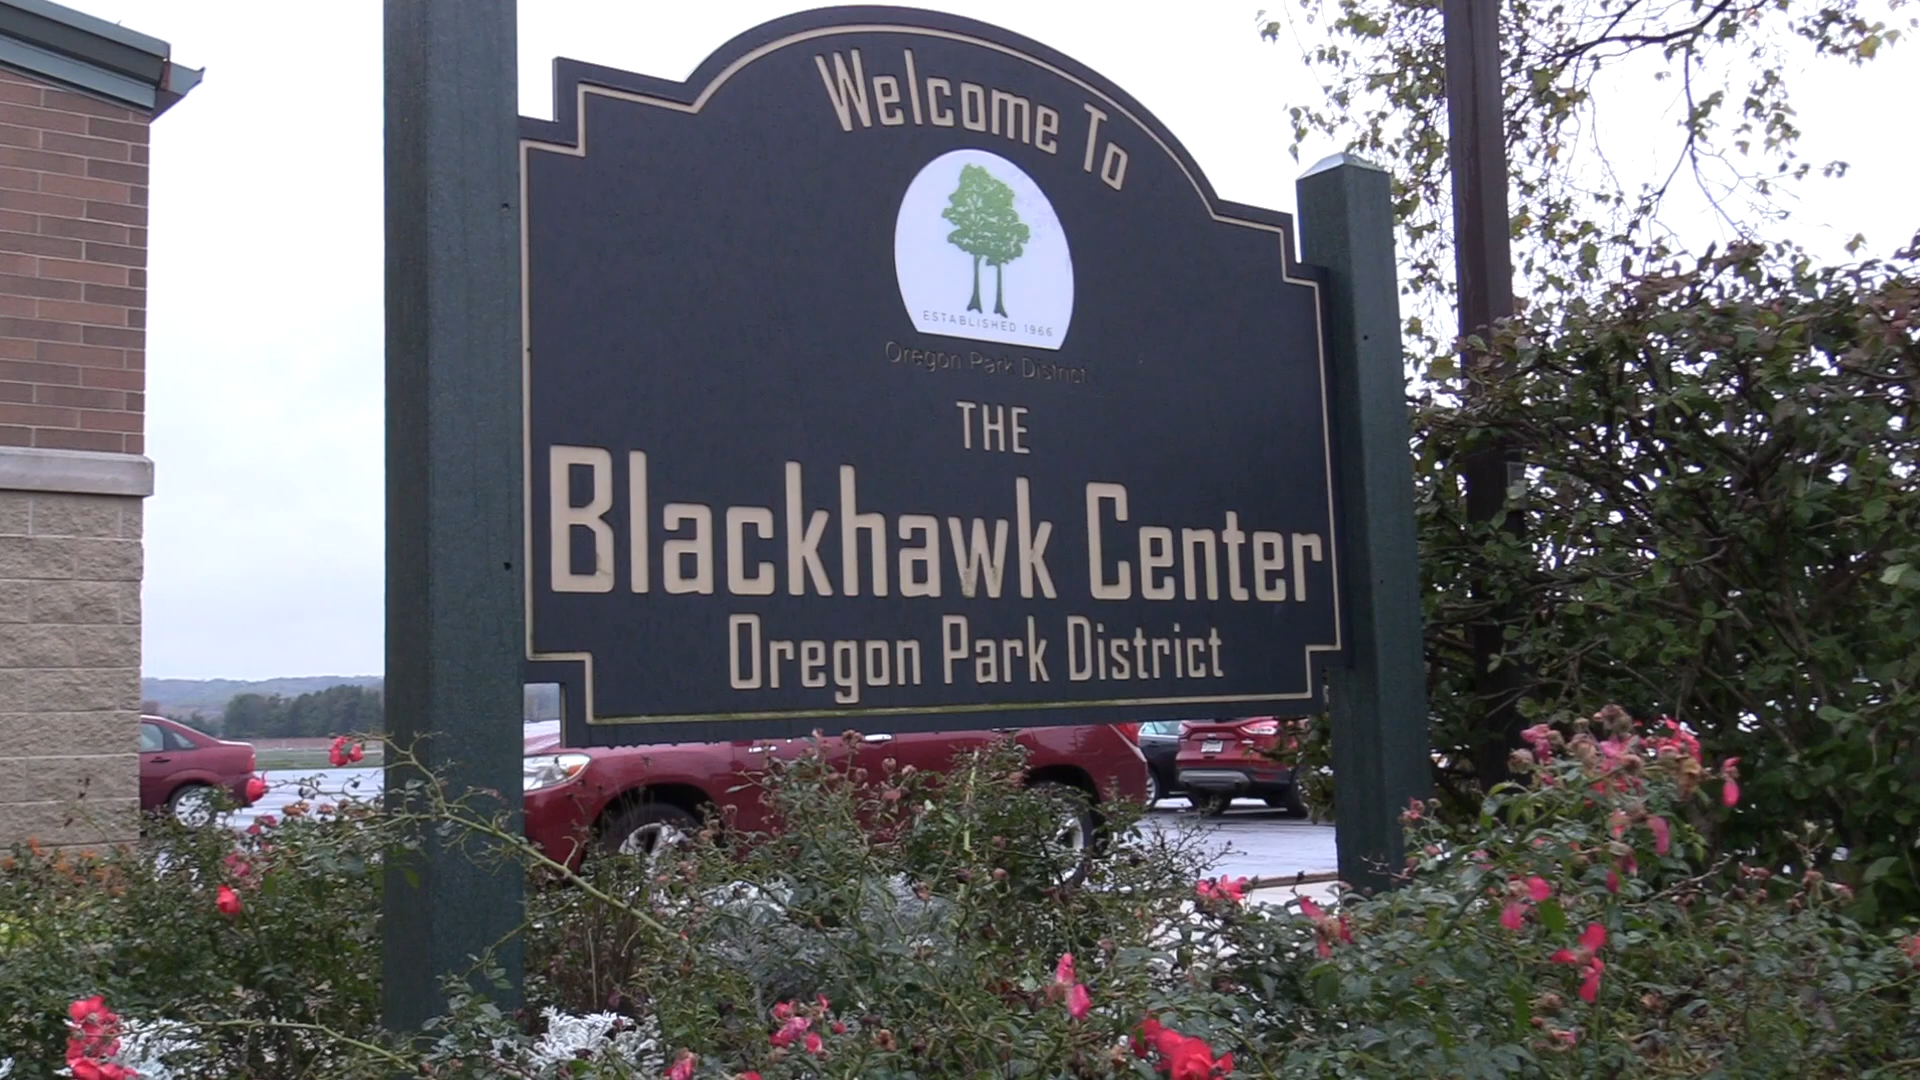 Welcome To
ESTABLISHED 1966
Oregon Park District
THE
Blackhawk Center
Oregon Park District